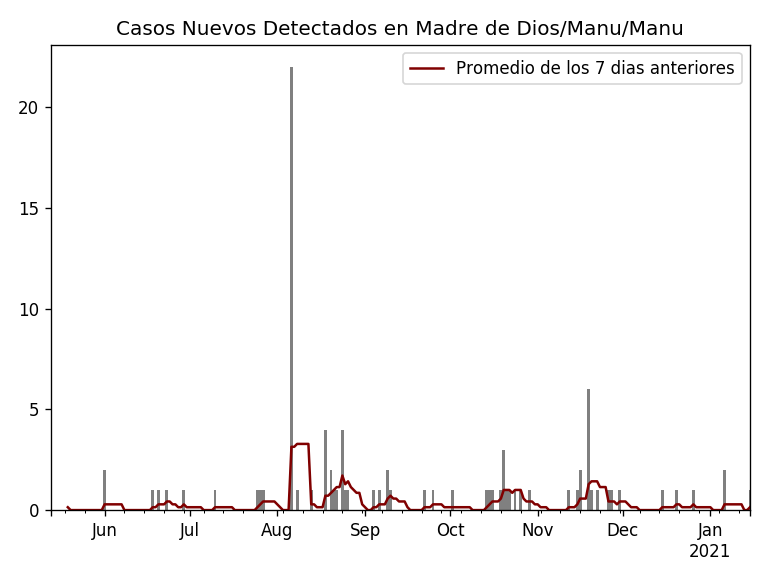 Casos Nuevos Detectados en Madre de Dios/Manu/Manu
Promedio de los 7 dias anteriores
20
15
10
5
0
Jun Jul Aug Sep Oct Nov Dec Jan
2021